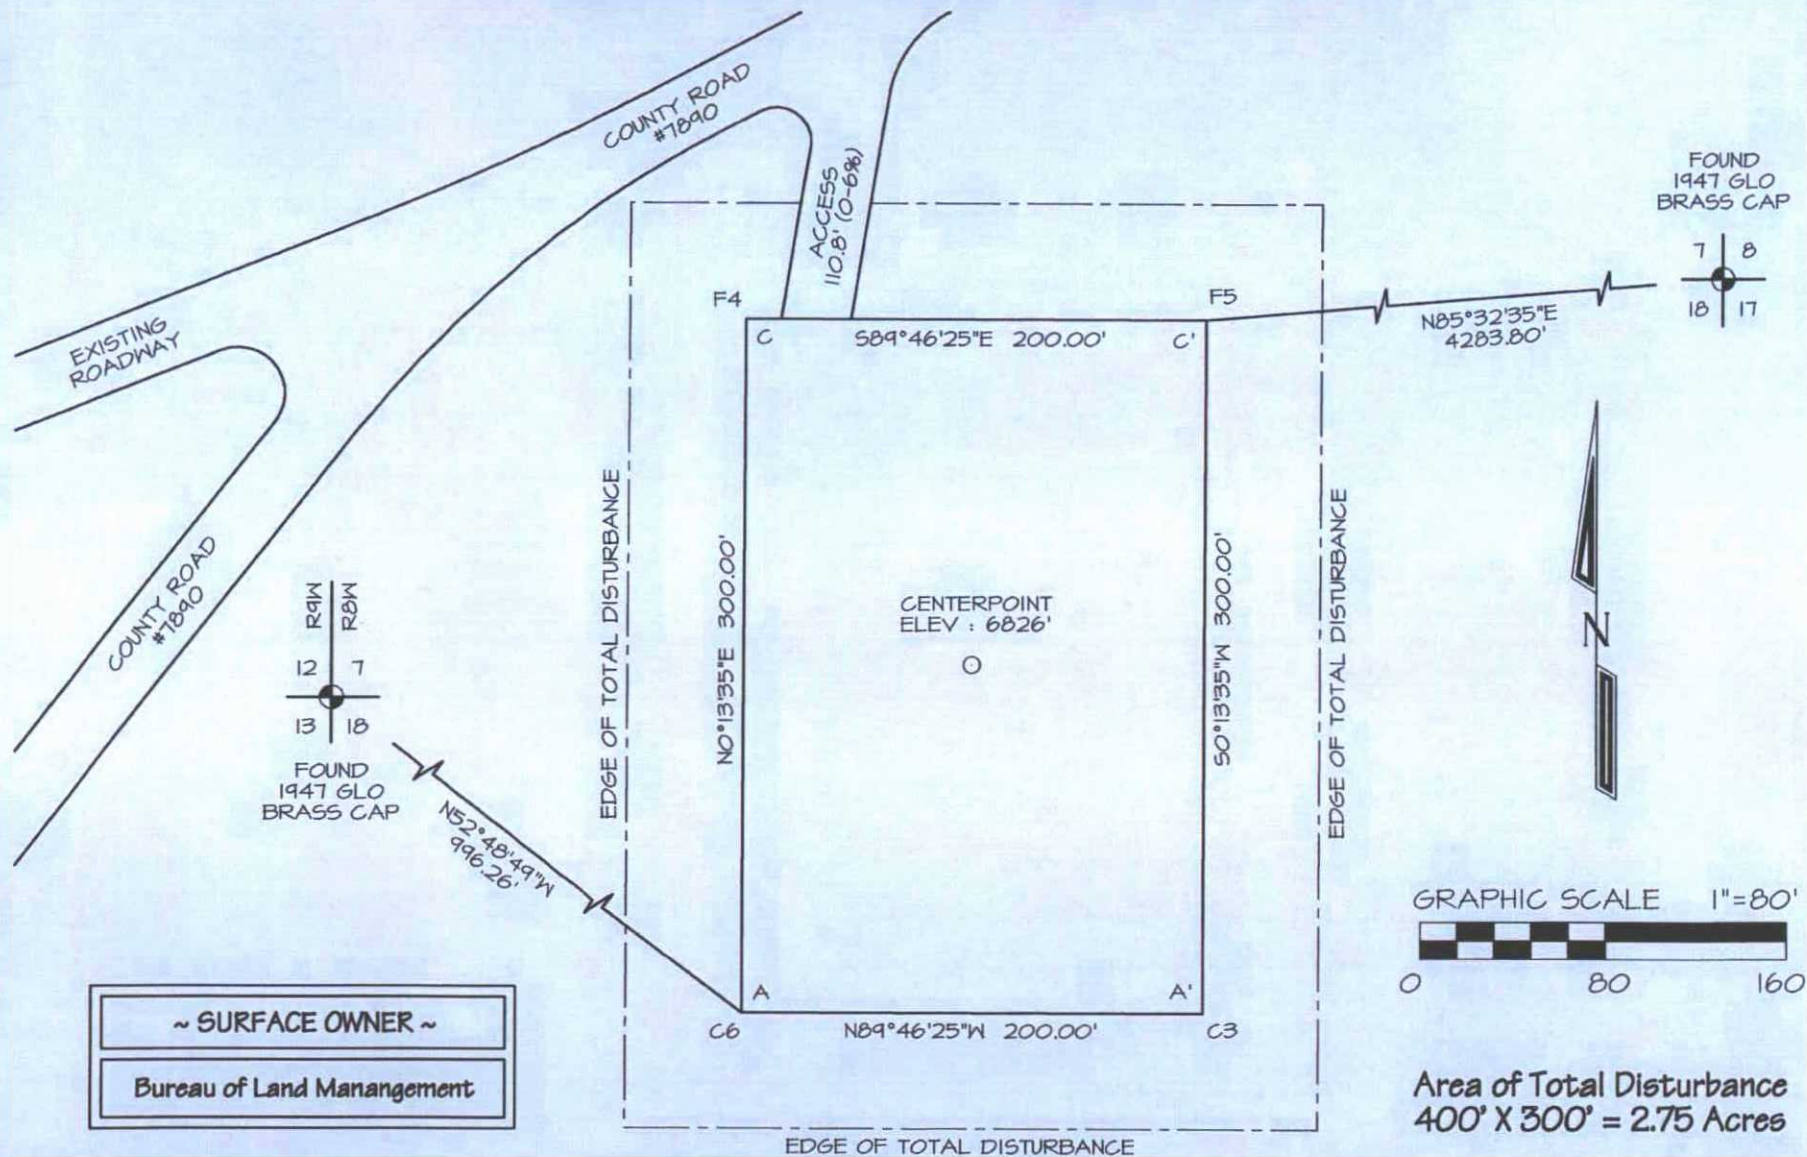 COUNTY ROAD
#7890
ACCESS
110.8' (0-6%)
FOUND
1947 GLO
BRASS CAP
7 8
18 17
EXISTING
ROADWAY
F4
F5
C
S89°46'25"E 200.00'
C'
N85°32'35"E
4283.80'
COUNTY ROAD
#7890
R9W
R8W
12 7
13 18
FOUND
1947 GLO
BRASS CAP
N52°48'49"W
996.26'
EDGE OF TOTAL DISTURBANCE
N0°13'35"E 300.00'
CENTERPOINT
ELEV : 6826'
S0°13'35"W 300.00'
EDGE OF TOTAL DISTURBANCE
N
GRAPHIC SCALE 1"=80'
0 80 160
A
A'
C6
N89°46'25"W 200.00'
C3
~ SURFACE OWNER ~
Bureau of Land Manangement
Area of Total Disturbance
400' X 300' = 2.75 Acres
EDGE OF TOTAL DISTURBANCE